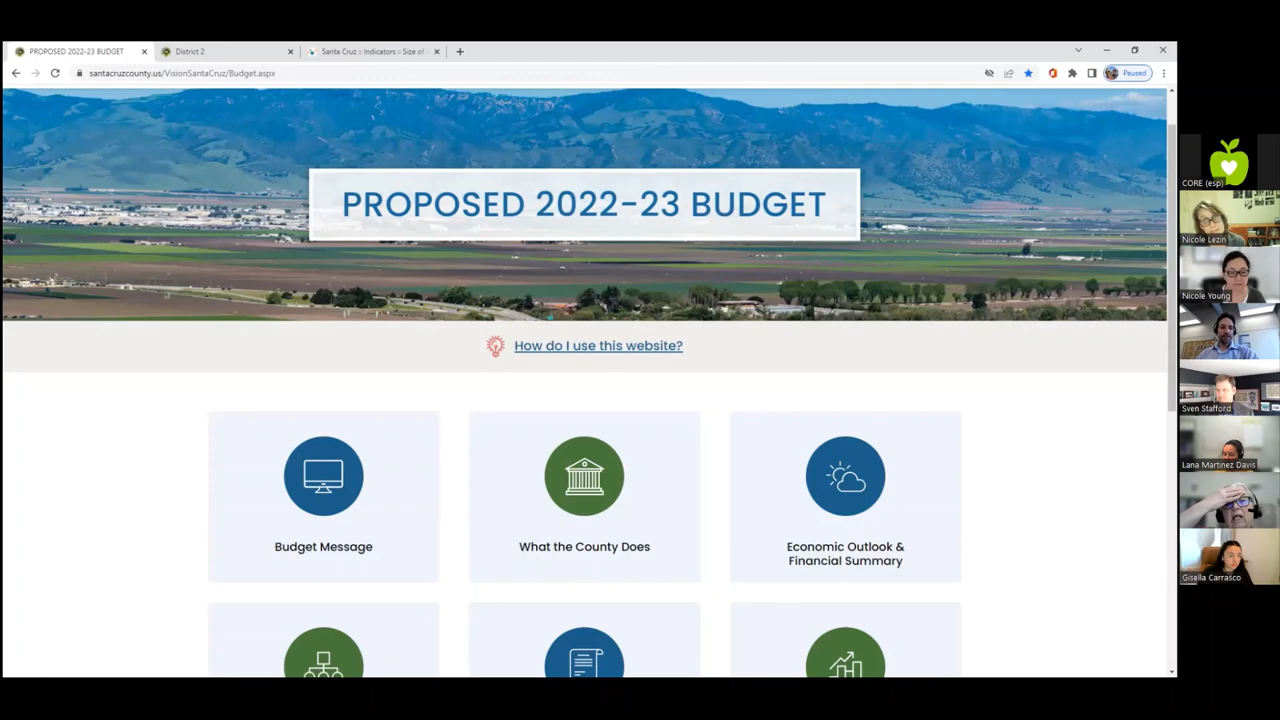 PROPOSED 2022-23 BUDGET
District 2
Santa Cruz :: Indicators :: Size of
santacruzcounty.us/VisionSantaCruz/Budget.aspx
Paused
PROPOSED 2022-23 BUDGET
How do I use this website?
Budget Message
What the County Does
Economic Outlook &
Financial Summary
CORE (esp)
Nicole Lezin
Nicole Young
Sven Stafford
Lana Martinez Davis
Gisella Carrasco